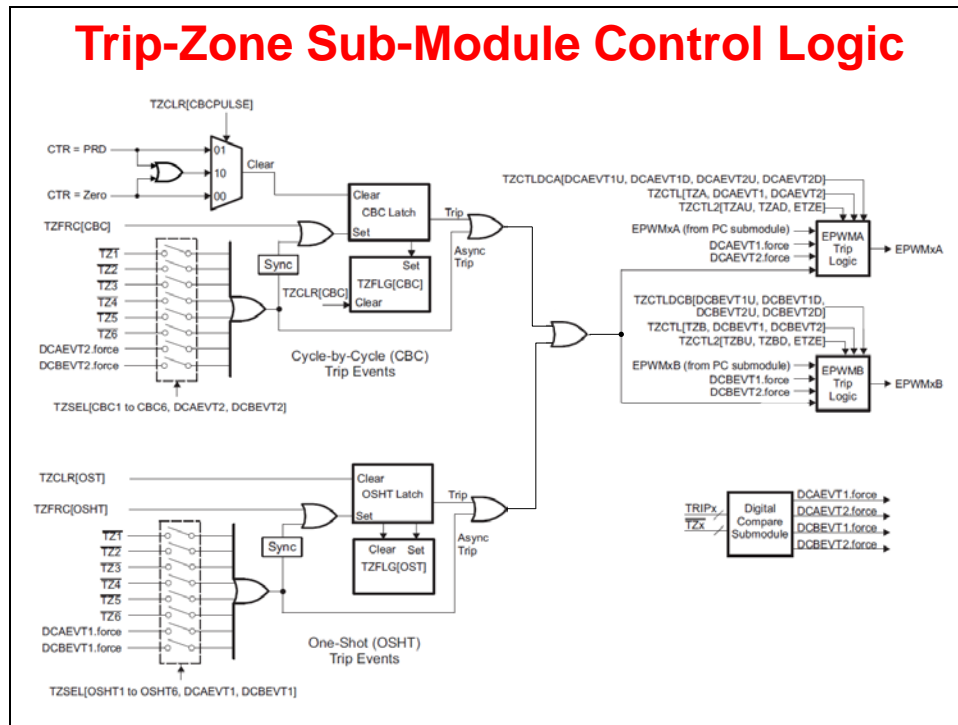 Trip-Zone Sub-Module Control Logic
TZCLR[CBCPULSE]
CTR = PRD
01
Clear
10
CTR = Zero
00
TZFRC[CBC]
Clear
CBC Latch
Set
Trip
Async
Trip
Sync
Set
TZFLG[CBC]
Clear
TZCLR[CBC]
TZ1
TZ2
TZ3
TZ4
TZ5
TZ6
DCAEVT2.force
DCBEVT2.force
Cycle-by-Cycle (CBC)
Trip Events
TZSEL[CBC1 to CBC6, DCAEVT2, DCBEVT2]
TZCTLDCA[DCAEVT1U, DCAEVT1D, DCAEVT2U, DCAEVT2D]
TZCTL[TZA, DCAEVT1, DCAEVT2]
TZCTL2[TZAU, TZAD, ETZE]
EPWMxA (from PC submodule)
DCAEVT1.force
DCAEVT2.force
EPWMA
Trip
Logic
EPWMxA
TZCTLDCB[DCBEVT1U, DCBEVT1D,
DCBEVT2U, DCBEVT2D]
TZCTL[TZB, DCBEVT1, DCBEVT2]
TZCTL2[TZBU, TZBD, ETZE]
EPWMxB (from PC submodule)
DCBEVT1.force
DCBEVT2.force
EPWMB
Trip
Logic
EPWMxB
TZCLR[OST]
TZFRC[OSHT]
Clear
OSHT Latch
Set
Trip
Async
Trip
Sync
Clear Set
TZFLG[OST]
TZ1
TZ2
TZ3
TZ4
TZ5
TZ6
DCAEVT1.force
DCBEVT1.force
One-Shot (OSHT)
Trip Events
TZSEL[OSHT1 to OSHT6, DCAEVT1, DCBEVT1]
TRIPx
TZx
Digital
Compare
Submodule
DCAEVT1.force
DCAEVT2.force
DCBEVT1.force
DCBEVT2.force